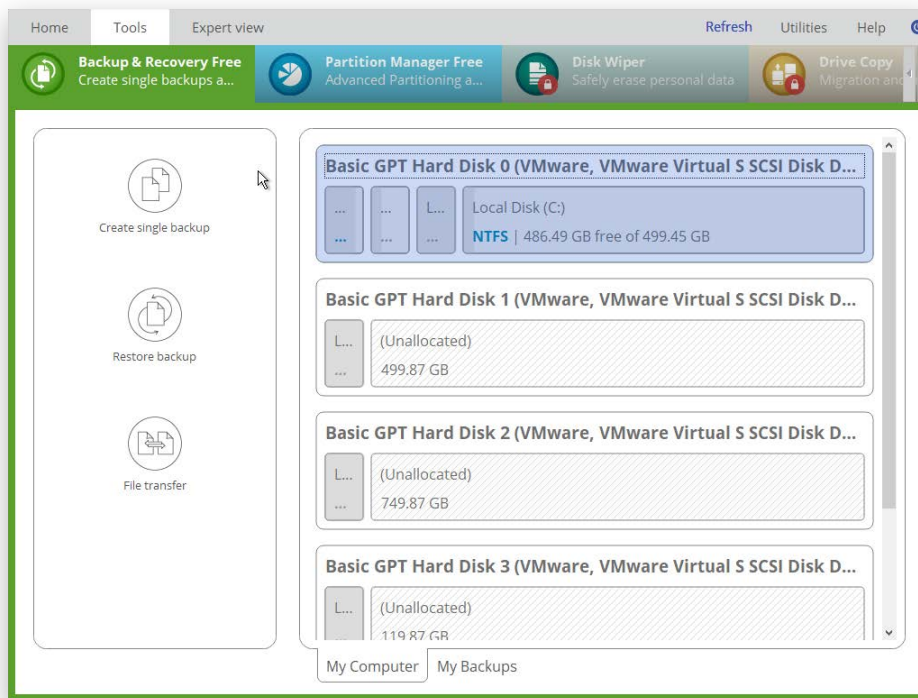 Home Tools Expert view Refresh Utilities Help
Backup & Recovery Free
Create single backups a...
Partition Manager Free
Advanced Partitioning a...
Disk Wiper
Safely erase personal data
Drive Copy
Migration and
Create single backup
Restore backup
File transfer
Basic GPT Hard Disk 0 (VMware, VMware Virtual S SCSI Disk D...
... ... L... Local Disk (C:)
... ... ... NTFS | 486.49 GB free of 499.45 GB
Basic GPT Hard Disk 1 (VMware, VMware Virtual S SCSI Disk D...
L... (Unallocated)
... 499.87 GB
Basic GPT Hard Disk 2 (VMware, VMware Virtual S SCSI Disk D...
L... (Unallocated)
... 749.87 GB
Basic GPT Hard Disk 3 (VMware, VMware Virtual S SCSI Disk D...
L... (Unallocated)
... 119.87 GB
My Computer My Backups